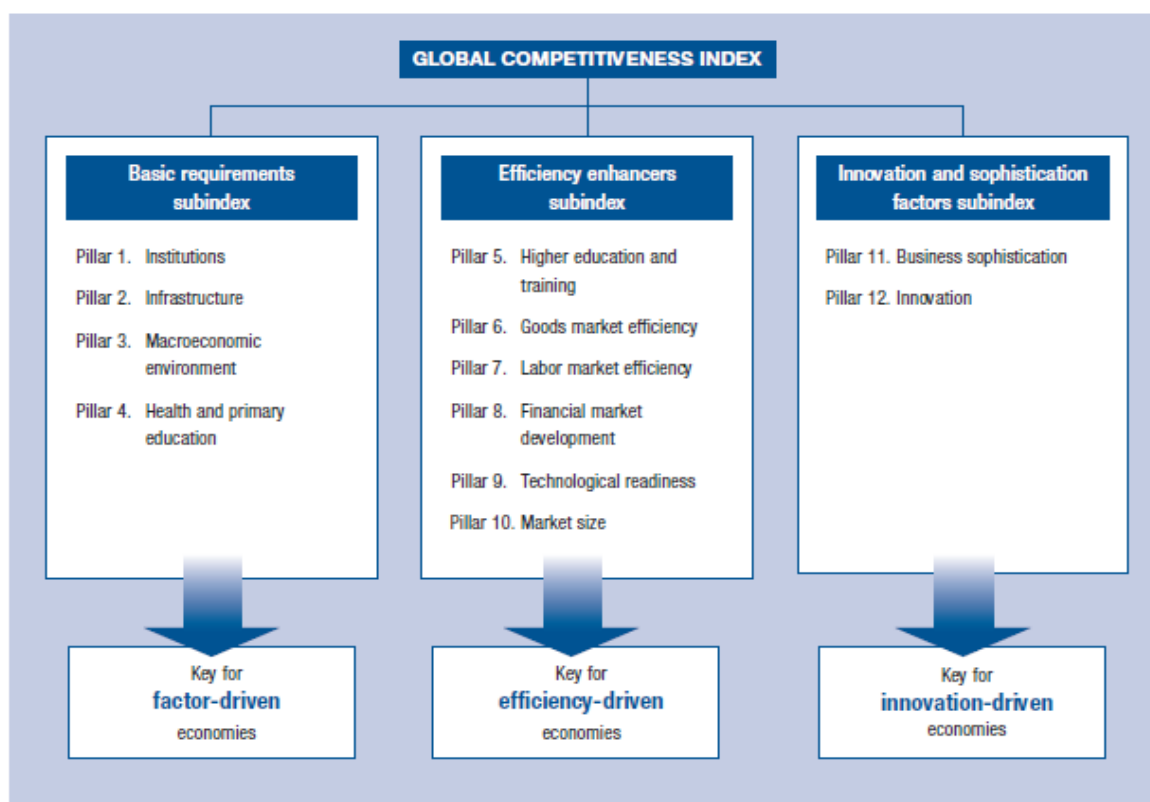 GLOBAL COMPETITIVENESS INDEX
Basic requirements
subindex
Pillar 1. Institutions
Pillar 2. Infrastructure
Pillar 3. Macroeconomic
environment
Pillar 4. Health and primary
education
Key for
factor-driven
economies
Efficiency enhancers
subindex
Pillar 5. Higher education and
training
Pillar 6. Goods market efficiency
Pillar 7. Labor market efficiency
Pillar 8. Financial market
development
Pillar 9. Technological readiness
Pillar 10. Market size
Key for
efficiency-driven
economies
Innovation and sophistication
factors subindex
Pillar 11. Business sophistication
Pillar 12. Innovation
Key for
innovation-driven
economies